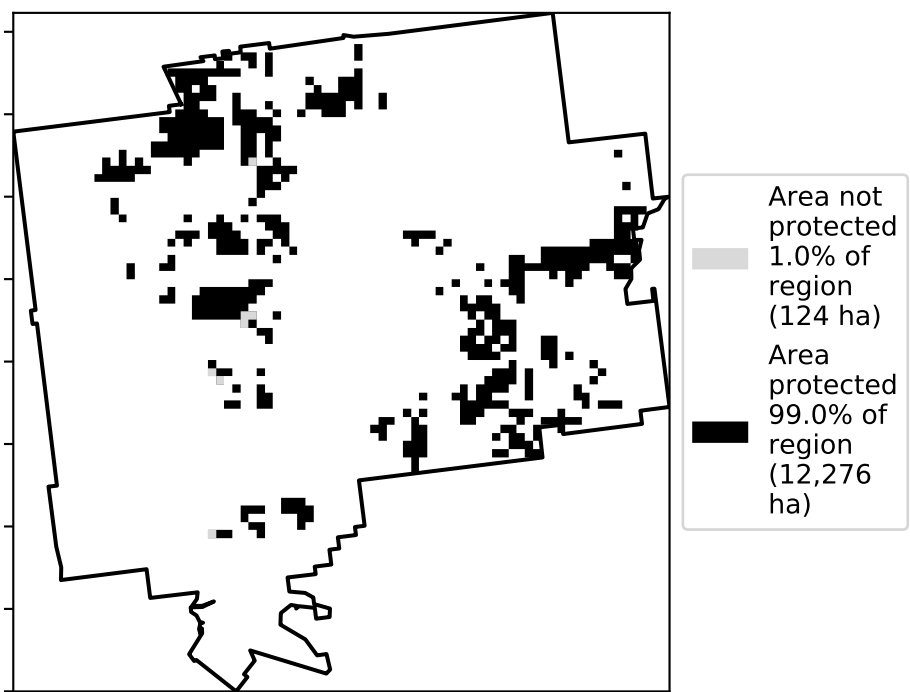 Area not
protected
1.0% of
region
(124 ha)
Area
protected
99.0% of
region
(12,276
ha)